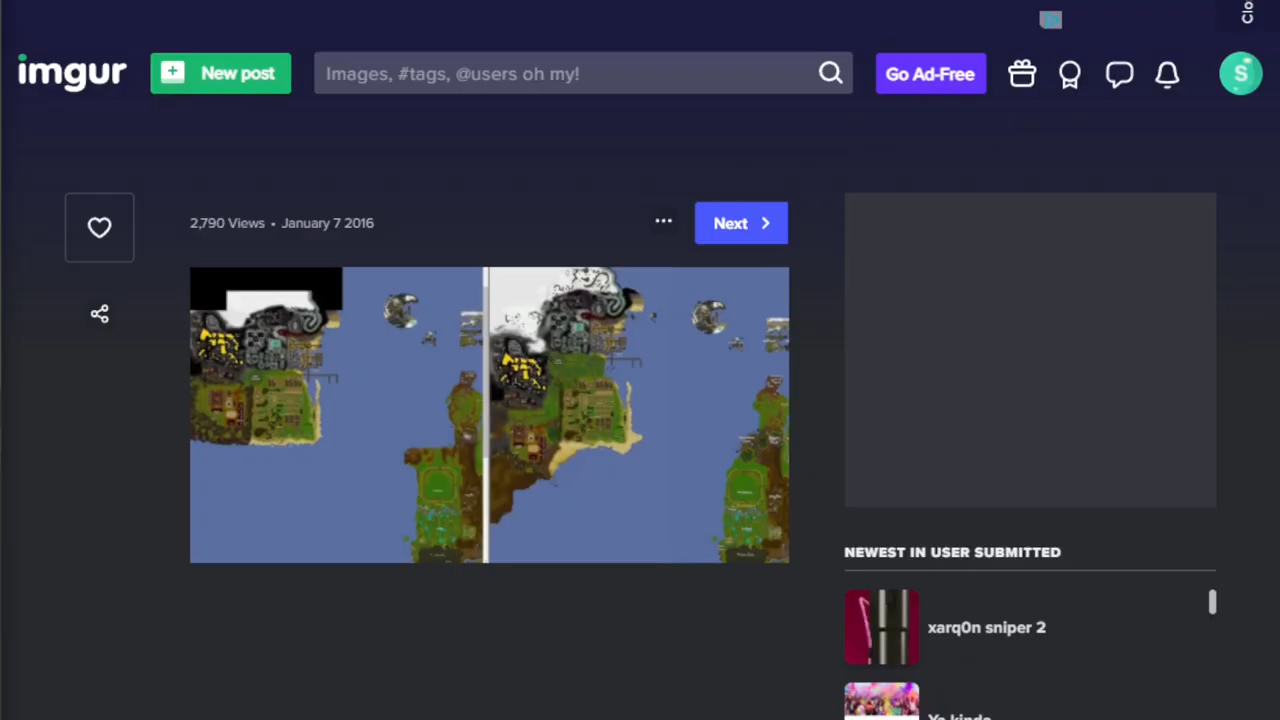 Clo
imgur
New post
Images, #tags, @users oh my!
Go Ad-Free
S
2,790 Views • January 7 2016
Next
NEWEST IN USER SUBMITTED
xarq0n sniper 2